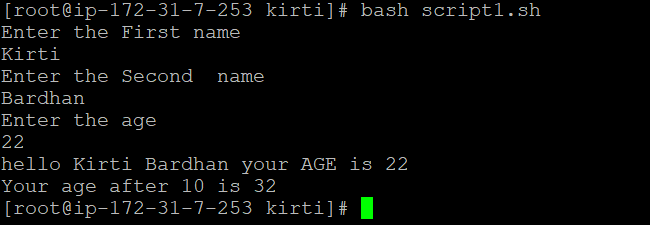 [root@ip-172-31-7-253 kirti]# bash script1.sh
Enter the First name
Kirti
Enter the Second  name
Bardhan
Enter the age
22
hello Kirti Bardhan your AGE is 22
Your age after 10 is 32
[root@ip-172-31-7-253 kirti]#